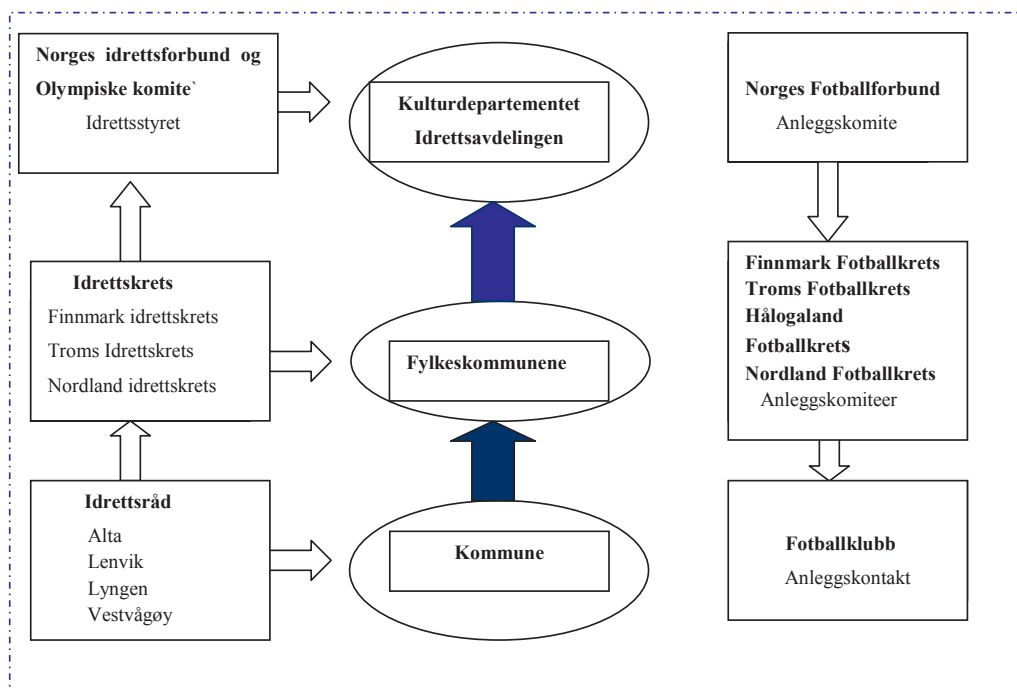 Norges idrettsforbund og
Olympiske komite`
Idrettsstyret
Kulturdepartementet
Idrettsavdelingen
Norges Fotballforbund
Anleggskomite
Idrettskrets
Finnmark idrettskrets
Troms Idrettskrets
Nordland idrettskrets
Fylkeskommunene
Finnmark Fotballkrets
Troms Fotballkrets
Hålogaland
Fotballkrets
Nordland Fotballkrets
Anleggskomiteer
Idrettsråd
Alta
Lenvik
Lyngen
Vestvågøy
Kommune
Fotballklubb
Anleggskontakt